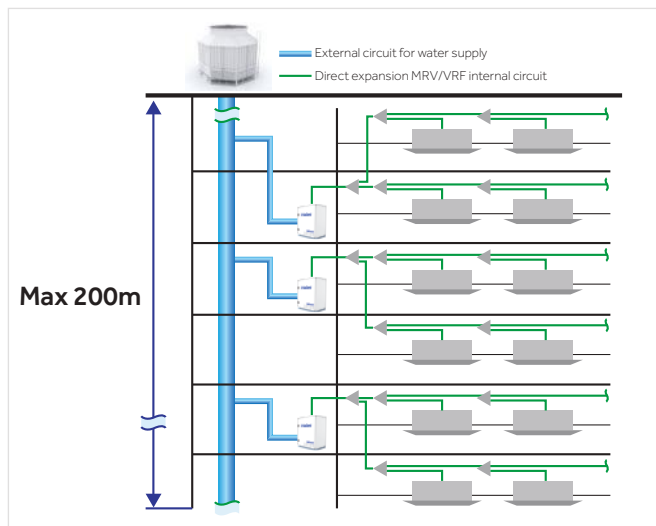 External circuit for water supply
Direct expansion MRV/VRF internal circuit
Max 200m